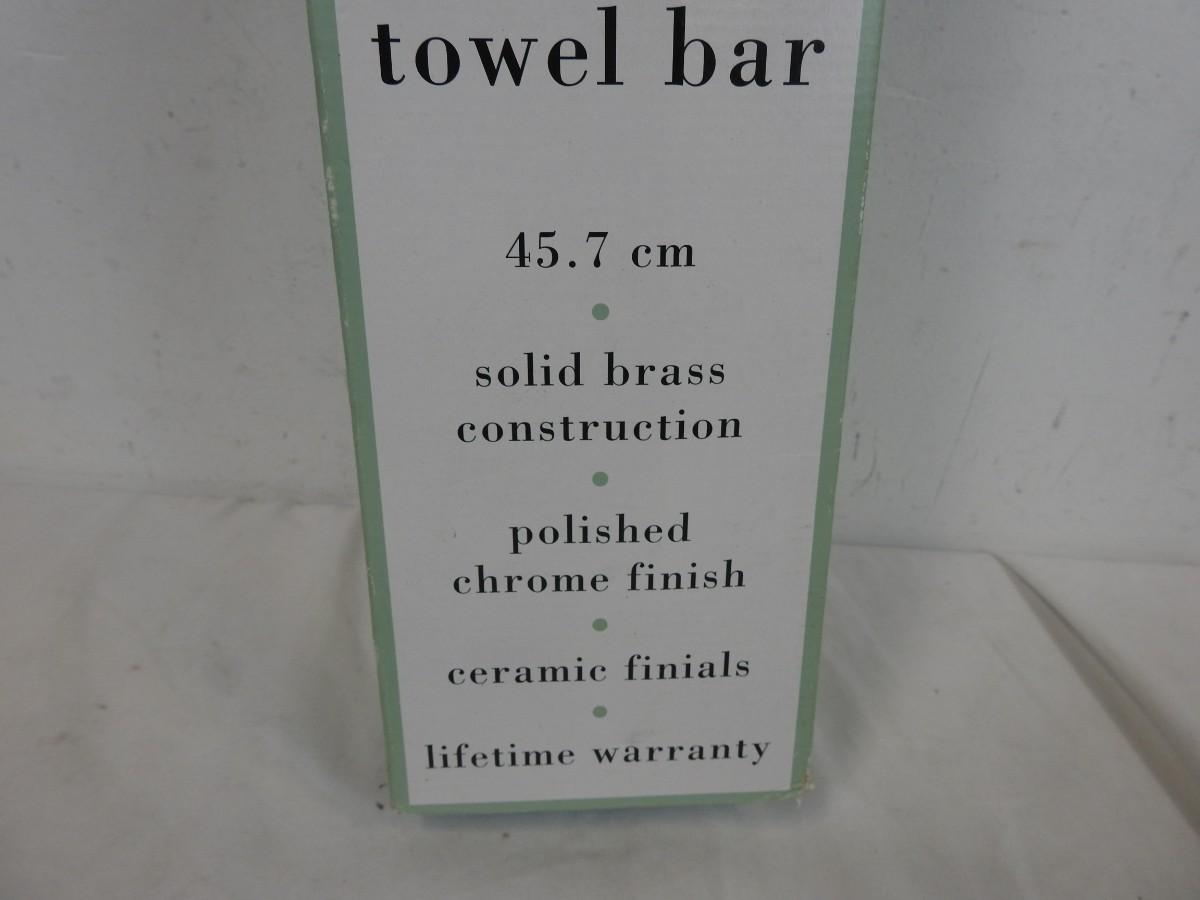 towel bar
45.7 cm
solid brass
construction
polished
chrome finish
ceramic finials
lifetime warranty